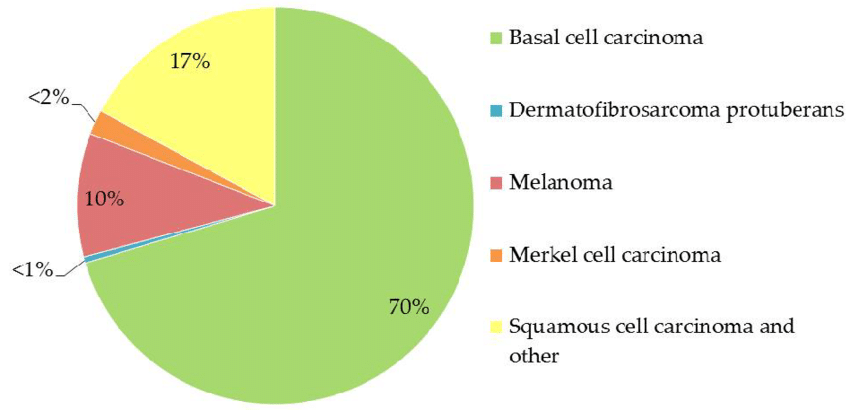 17%
<2%
10%
<1%
70%
Basal cell carcinoma
Dermatofibrosarcoma protuberans
Melanoma
Merkel cell carcinoma
Squamous cell carcinoma and
other